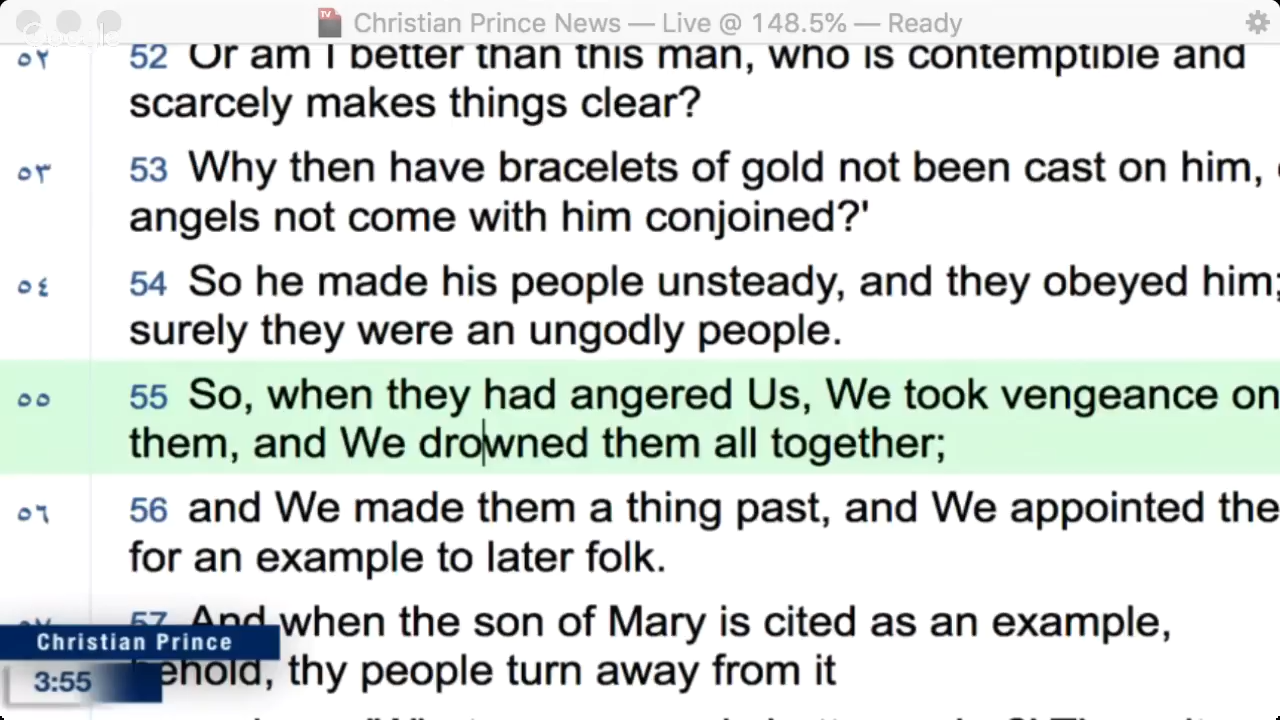 Christian Prince News — Live @ 148.5% — Ready
Google
٥٢ 52 Or am I better than this man, who is contemptible and
scarcely makes things clear?
٥٣ 53 Why then have bracelets of gold not been cast on him,
angels not come with him conjoined?'
٥٤ 54 So he made his people unsteady, and they obeyed him;
surely they were an ungodly people.
٥٥ 55 So, when they had angered Us, We took vengeance on
them, and We drowned them all together;
٥٦ 56 and We made them a thing past, and We appointed the
for an example to later folk.
57 And when the son of Mary is cited as an example,
behold, thy people turn away from it
Christian Prince
3:55